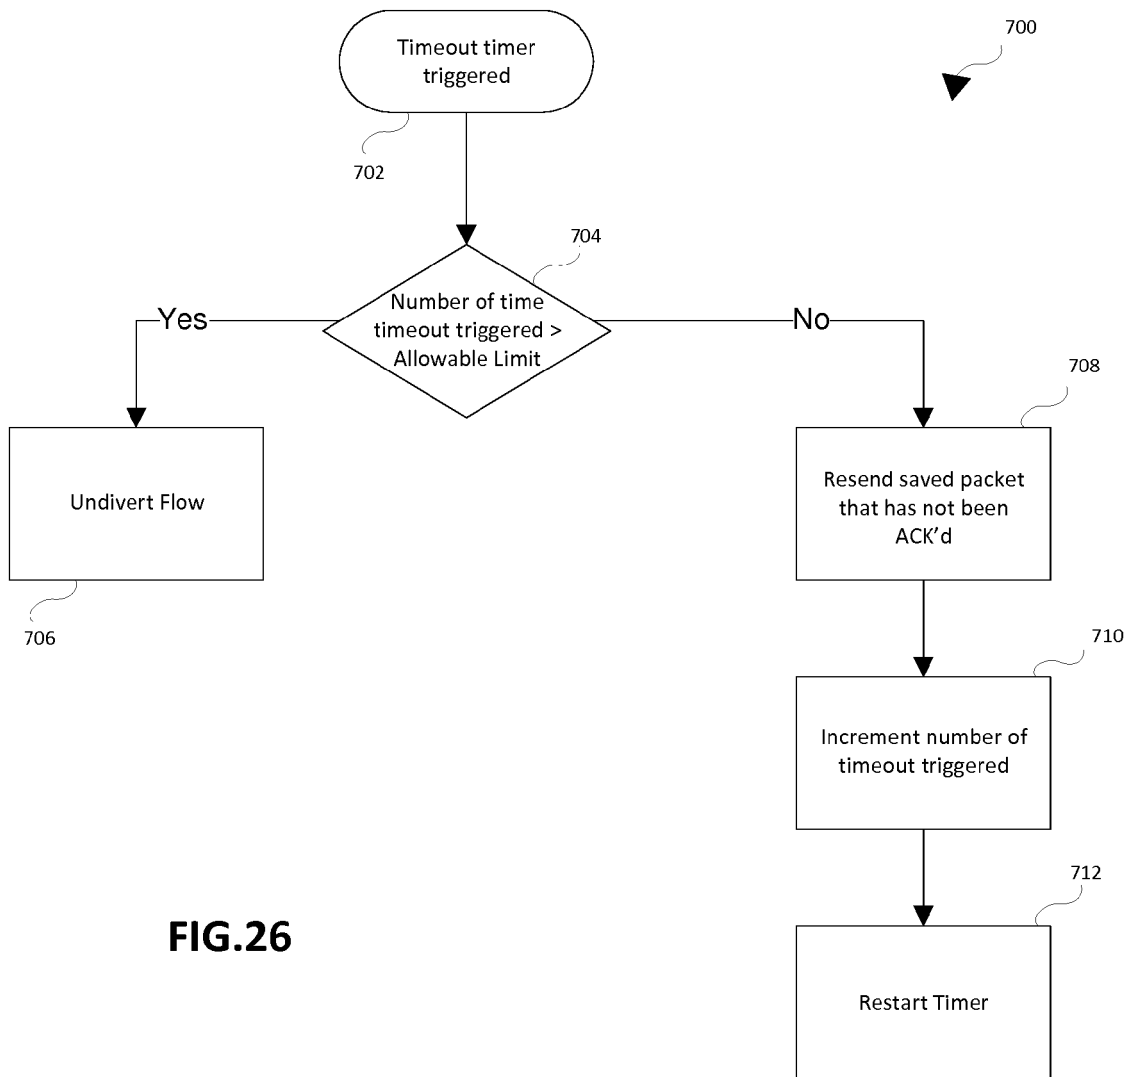 700
Timeout timer
triggered
702
704
Number of time
timeout triggered >
Allowable Limit
Yes
No
708
Undivert Flow
Resend saved packet
that has not been
ACK’d
706
710
Increment number of
timeout triggered
712
FIG.26
Restart Timer